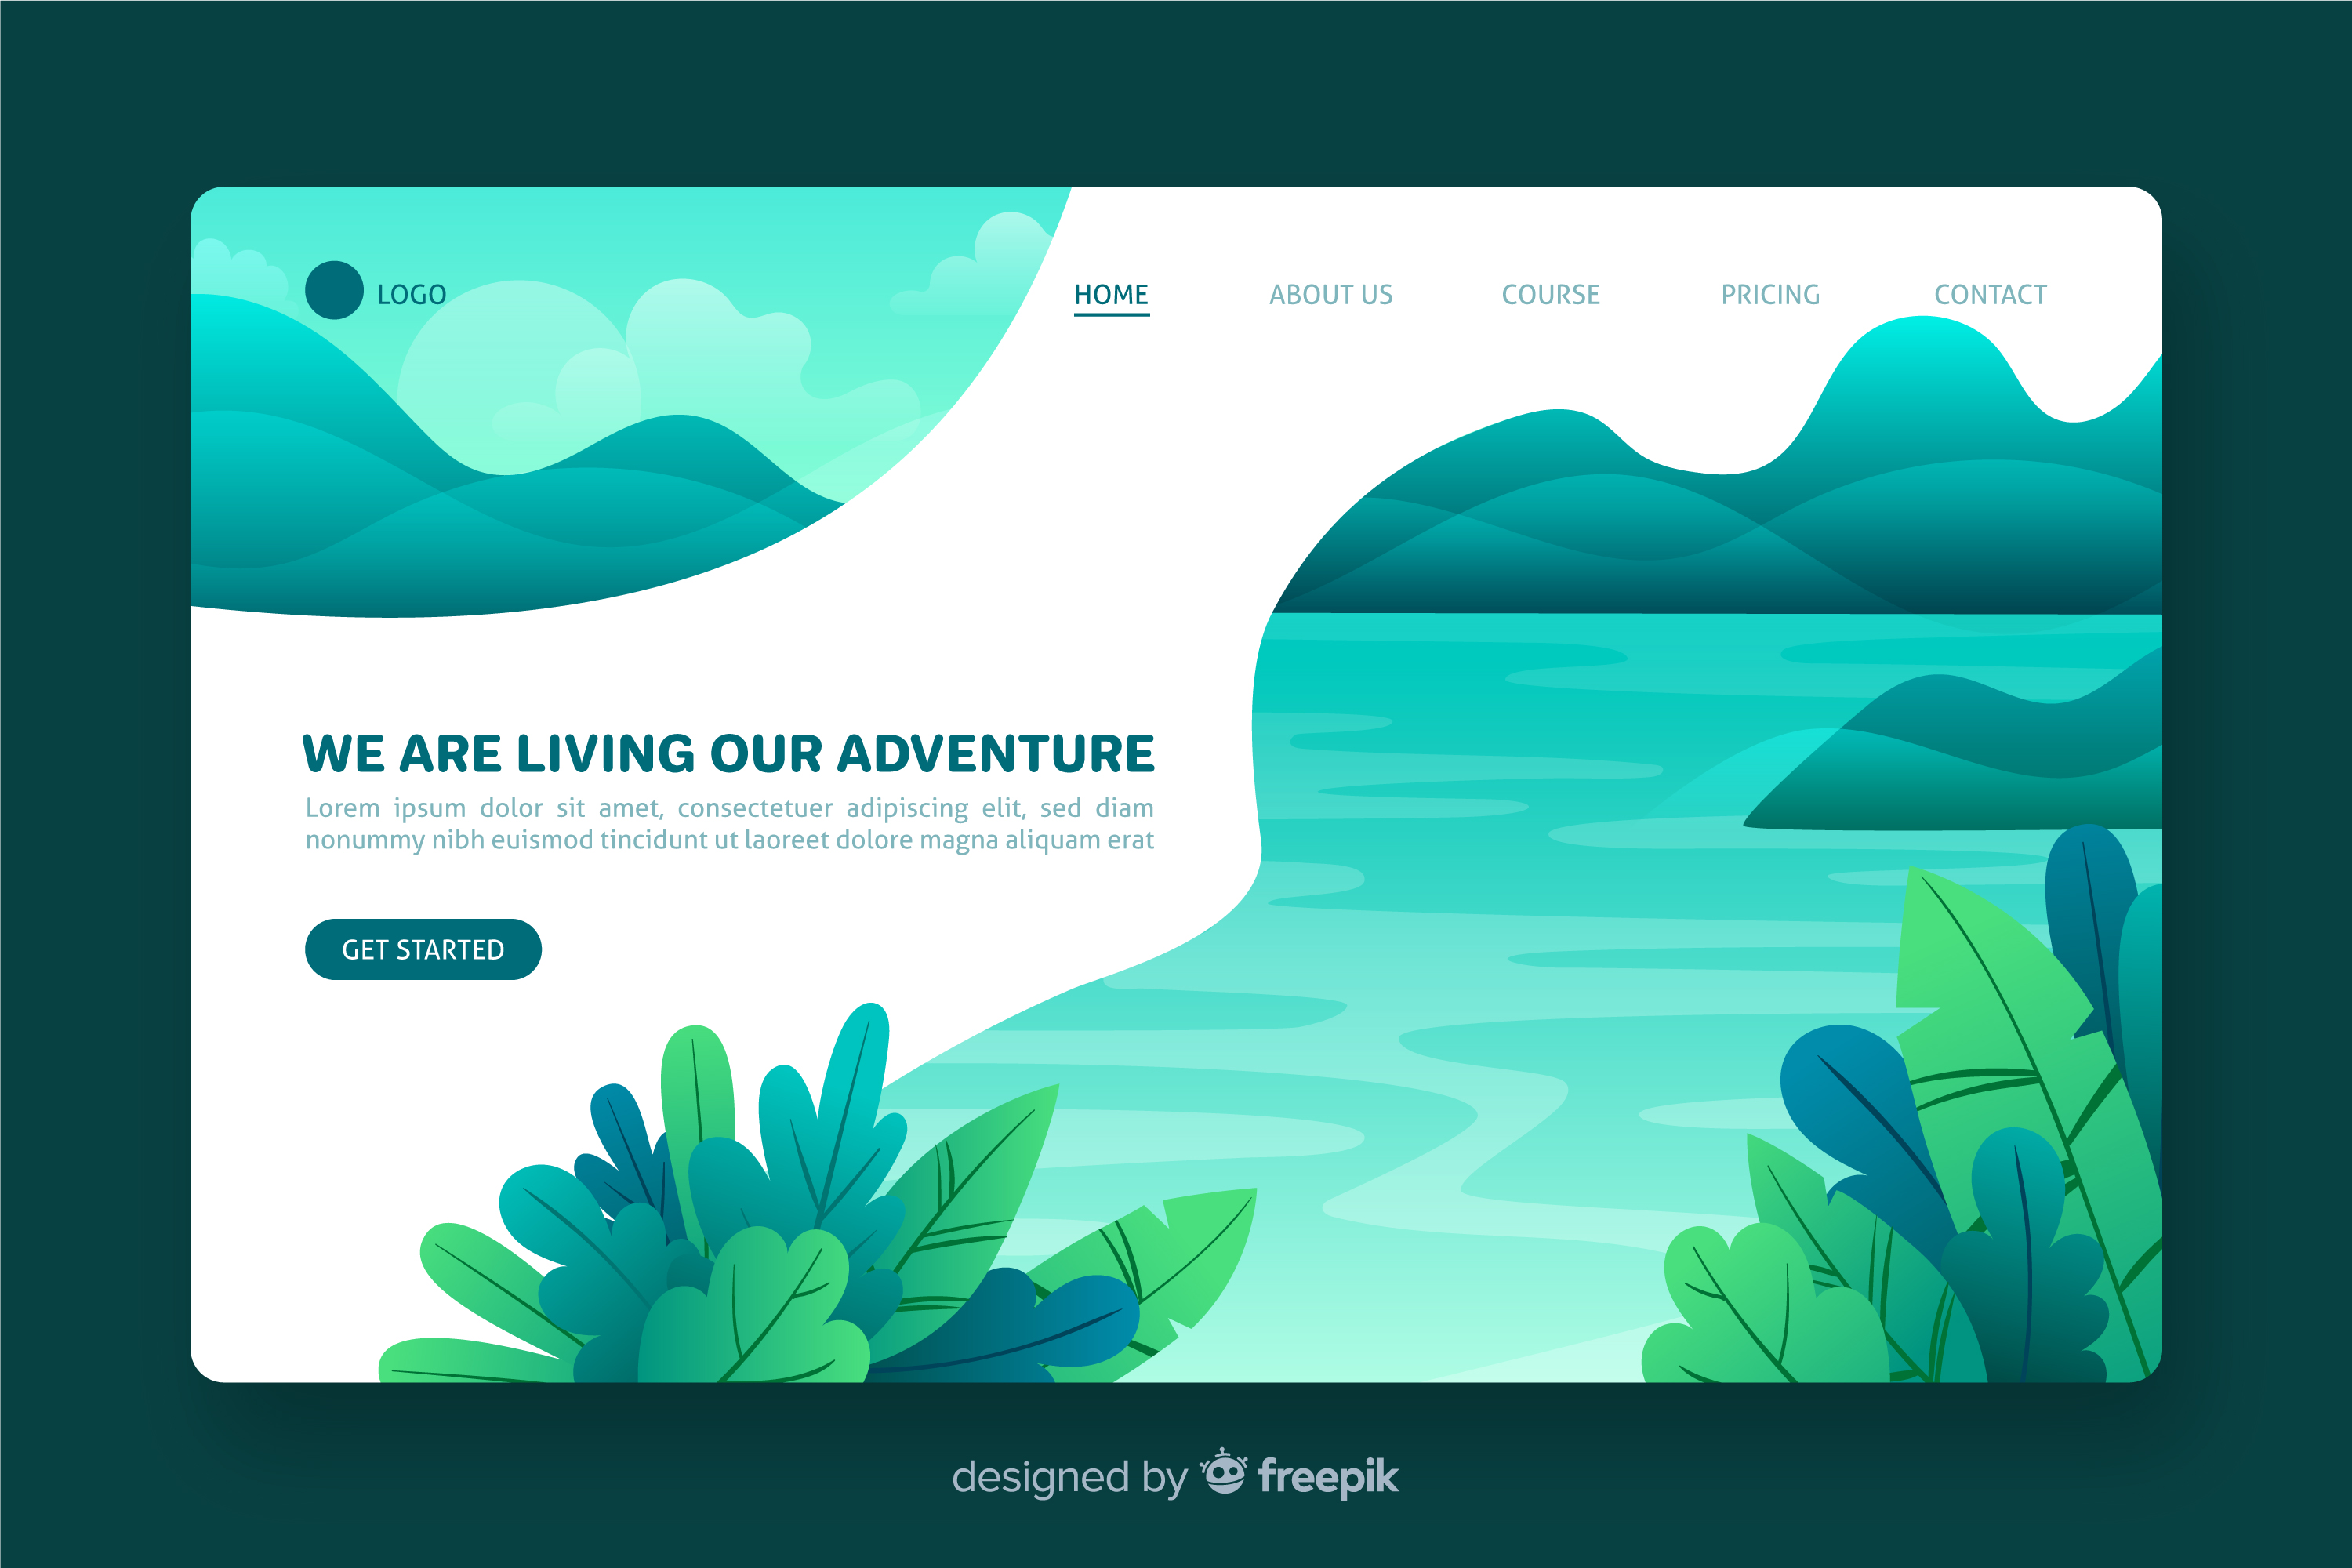 LOGO
HOME ABOUT US COURSE PRICING CONTACT
WE ARE LIVING OUR ADVENTURE
Lorem ipsum dolor sit amet, consectetuer adipiscing elit, sed diam
nonummy nibh euismod tincidunt ut laoreet dolore magna aliquam erat
GET STARTED
designed by freepik